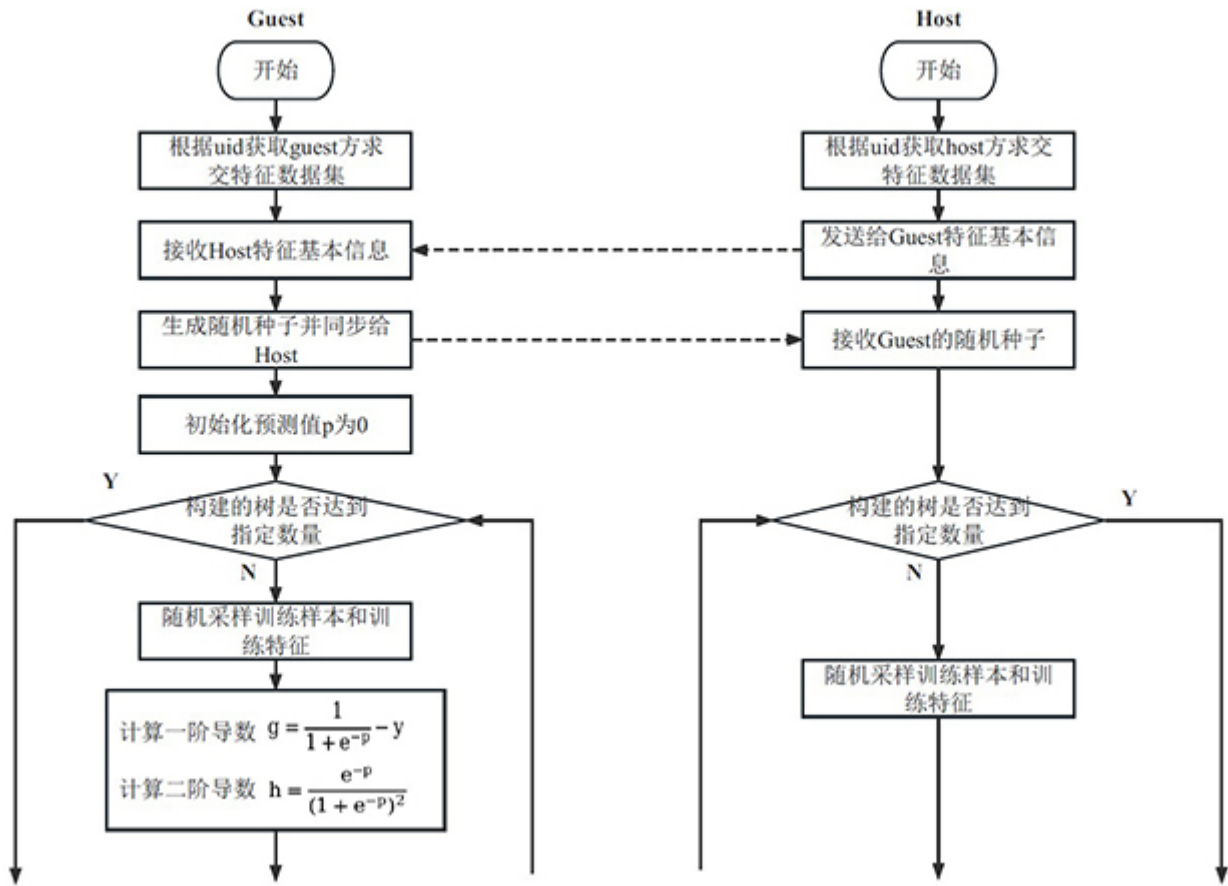 Guest
开始
根据uid获取guest方求
交特征数据集
接收Host特征基本信息
生成随机种子并同步给
Host
初始化预测值p为0
Y
构建的树是否达到
指定数量
N
随机采样训练样本和训
练特征
计算一阶导数 g = 1/(1 + e^{-p}) - y
计算二阶导数 h = e^{-p}/(1 + e^{-p})^2
Host
开始
根据uid获取host方求交
特征数据集
发送给Guest特征基本信
息
接收Guest的随机种子
构建的树是否达到
指定数量
Y
N
随机采样训练样本和训
练特征